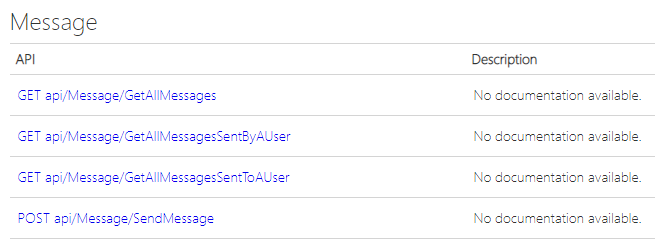 Message
API Description
GET api/Message/GetAllMessages No documentation available.
GET api/Message/GetAllMessagesSentByAUser No documentation available.
GET api/Message/GetAllMessagesSentToAUser No documentation available.
POST api/Message/SendMessage No documentation available.